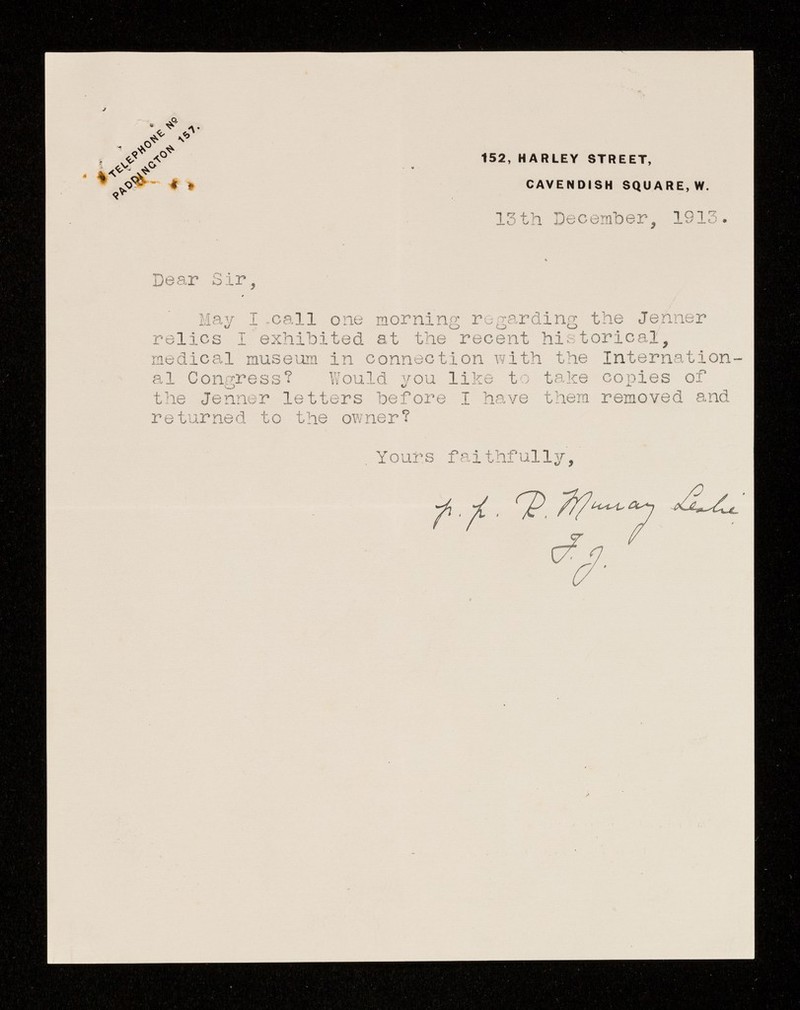 TELEPHONE Nº
PADDINGTON 157.
152, HARLEY STREET,
CAVENDISH SQUARE, W.
13th December, 1913.
Dear Sir,
May I call one morning regarding the Jenner
relics I exhibited at the recent historical,
medical museum in connection with the Internation-
al Congress? Would you like to take copies of
the Jenner letters before I have them removed and
returned to the owner?
Yours faithfully,
p.p. R. Murray Leslie
F.J.